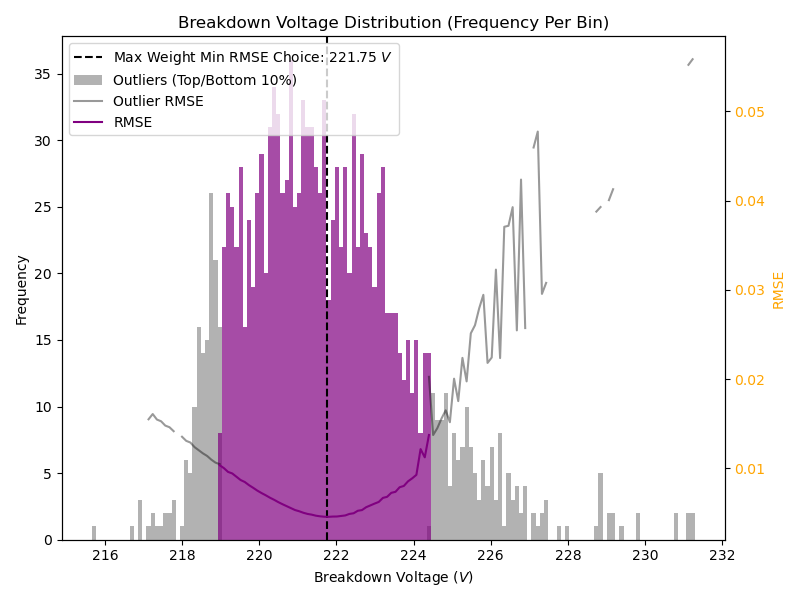 Breakdown Voltage Distribution (Frequency Per Bin)
Max Weight Min RMSE Choice: 221.75 V
Outliers (Top/Bottom 10%)
Outlier RMSE
RMSE
Frequency
35
30
25
20
15
10
5
0
216
218
220
222
224
226
228
230
232
Breakdown Voltage (V)
0.05
0.04
0.03
0.02
0.01
RMSE